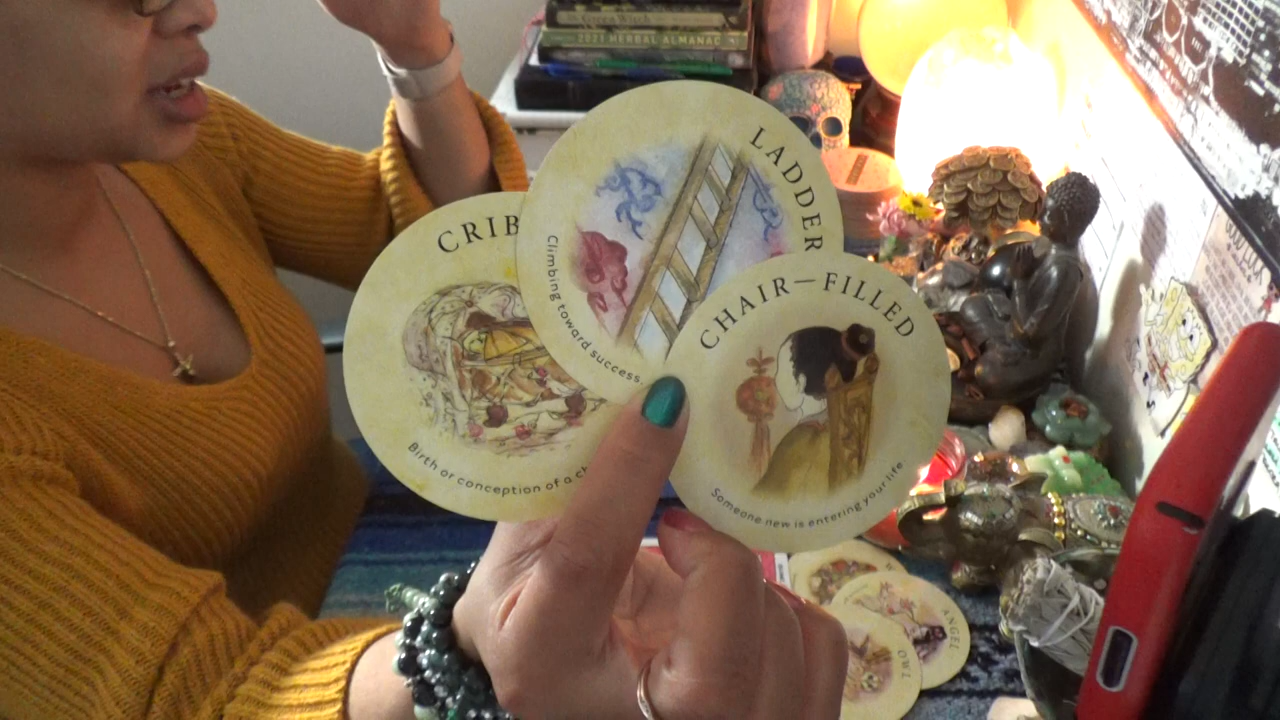 2021 HERBAL ALMANAC
LADDER
Climbing toward success.
CRIB
Birth or conception of a
CHAIR—FILLED
Someone new is entering your life
ANGEL
OWL